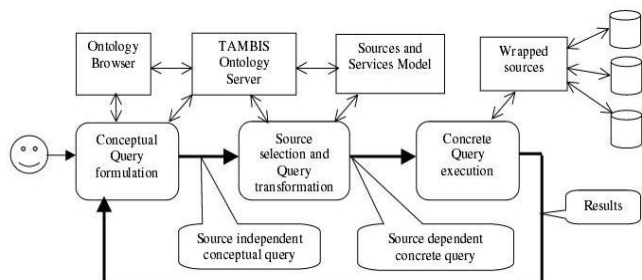 Ontology
Browser
TAMBIS
Ontology
Server
Sources and
Services Model
Wrapped
sources
Conceptual
Query
formulation
Source
selection and
Query
transformation
Concrete
Query
execution
Results
Source independent
conceptual query
Source dependent
concrete query